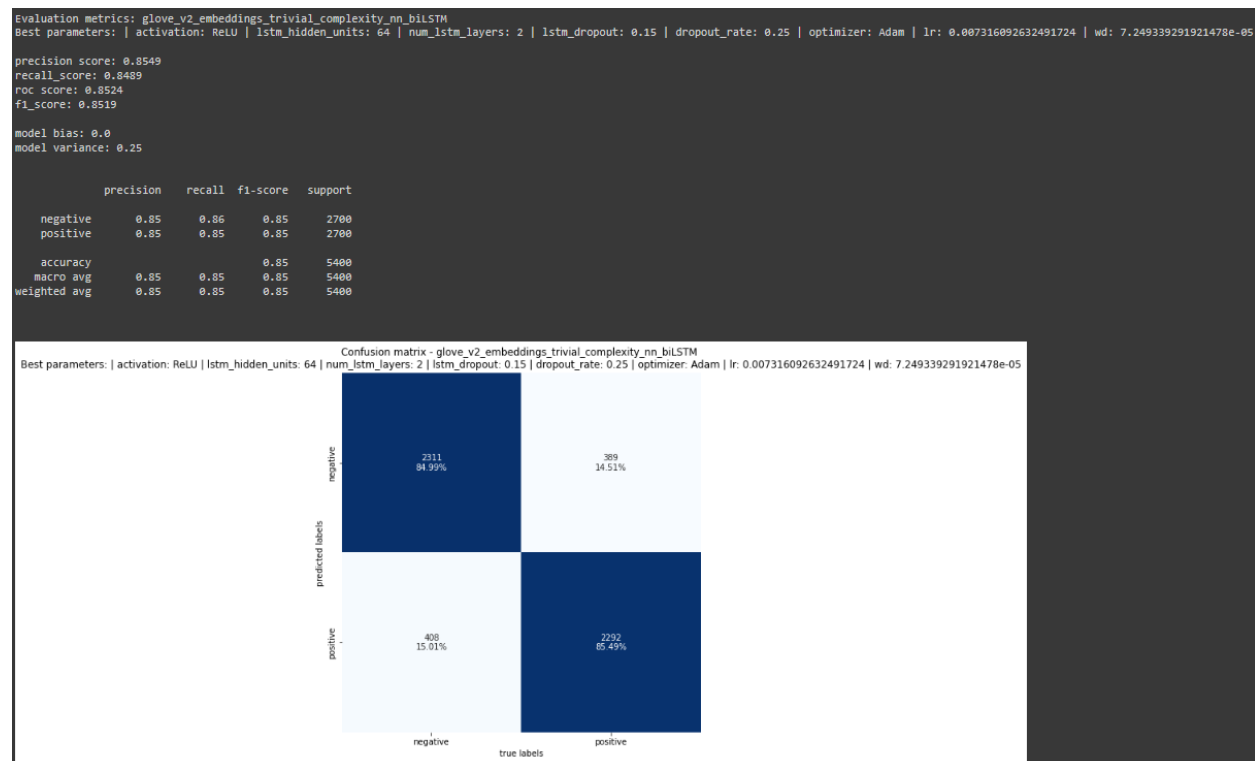 Evaluation metrics: glove_v2_embeddings_trivial_complexity_nn_biLSTM
Best parameters: | activation: ReLU | lstm_hidden_units: 64 | num_lstm_layers: 2 | lstm_dropout: 0.15 | dropout_rate: 0.25 | optimizer: Adam | lr: 0.007316092632491724 | wd: 7.249339291921478e-05
precision score: 0.8549
recall_score: 0.8489
roc score: 0.8524
f1_score: 0.8519
model bias: 0.0
model variance: 0.25
precision recall f1-score support
negative 0.85 0.86 0.85 2700
positive 0.85 0.85 0.85 2700
accuracy 0.85 5400
macro avg 0.85 0.85 0.85 5400
weighted avg 0.85 0.85 0.85 5400
Confusion matrix - glove_v2_embeddings_trivial_complexity_nn_biLSTM
Best parameters: | activation: ReLU | lstm_hidden_units: 64 | num_lstm_layers: 2 | lstm_dropout: 0.15 | dropout_rate: 0.25 | optimizer: Adam | lr: 0.007316092632491724 | wd: 7.249339291921478e-05
negative
2311 389
84.99% 14.51%
predicted labels
positive
408 2292
15.01% 85.49%
negative positive
true labels